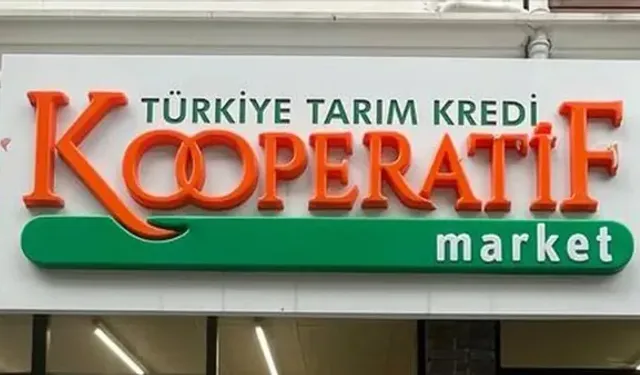 TÜRKİYE TARIM KREDİ
KOOPERATİF
market